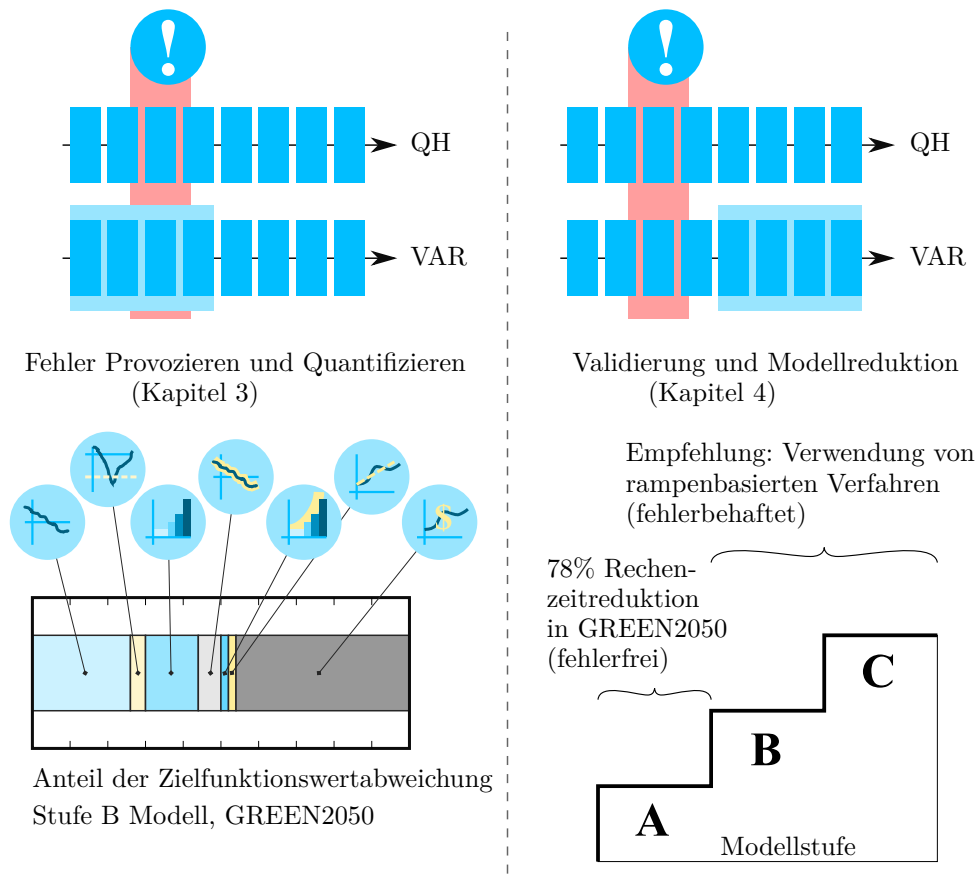 !
QH
VAR
Fehler Provozieren und Quantifizieren
(Kapitel 3)
$
Anteil der Zielfunktionswertabweichung
Stufe B Modell, GREEN2050
!
QH
VAR
Validierung und Modellreduktion
(Kapitel 4)
Empfehlung: Verwendung von
rampenbasierten Verfahren
(fehlerbehaftet)
78% Rechen-
zeitreduktion
in GREEN2050
(fehlerfrei)
C
B
A
Modellstufe